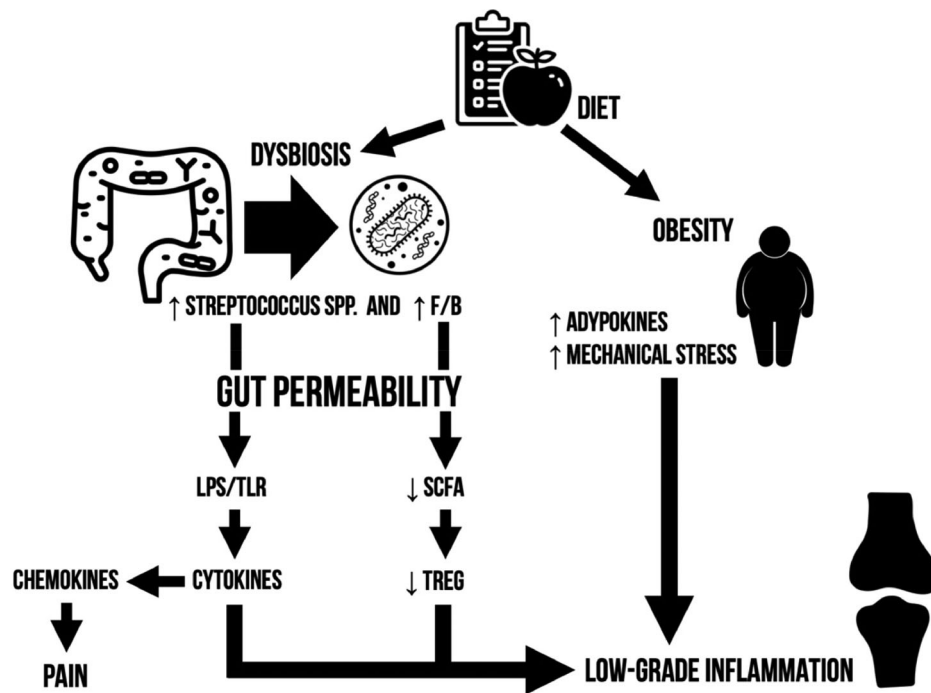 DIET
DYSBIOSIS
OBESITY
↑ STREPTOCOCCUS SPP. AND ↑ F/B
↑ ADYPOKINES
↑ MECHANICAL STRESS
GUT PERMEABILITY
LPS/TLR
↓ SCFA
CHEMOKINES
CYTOKINES
↓ TREG
PAIN
LOW-GRADE INFLAMMATION